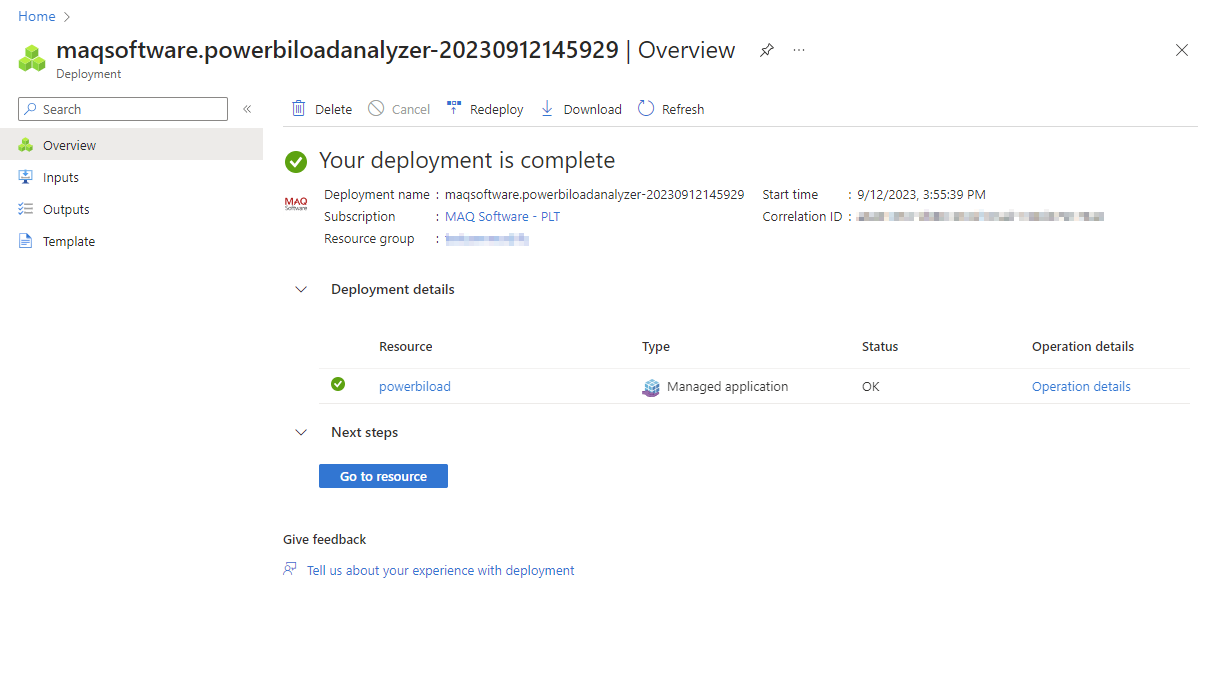 Home
maqsoftware.powerbiloadanalyzer-20230912145929 | Overview
Deployment
Search
Overview
Inputs
Outputs
Template
Delete Cancel Redeploy Download Refresh
Your deployment is complete
MAQ Software
Deployment name : maqsoftware.powerbiloadanalyzer-20230912145929 Start time : 9/12/2023, 3:55:39 PM
Subscription : MAQ Software - PLT Correlation ID :
Resource group :
Deployment details
Resource Type Status Operation details
powerbiload Managed application OK Operation details
Next steps
Go to resource
Give feedback
Tell us about your experience with deployment